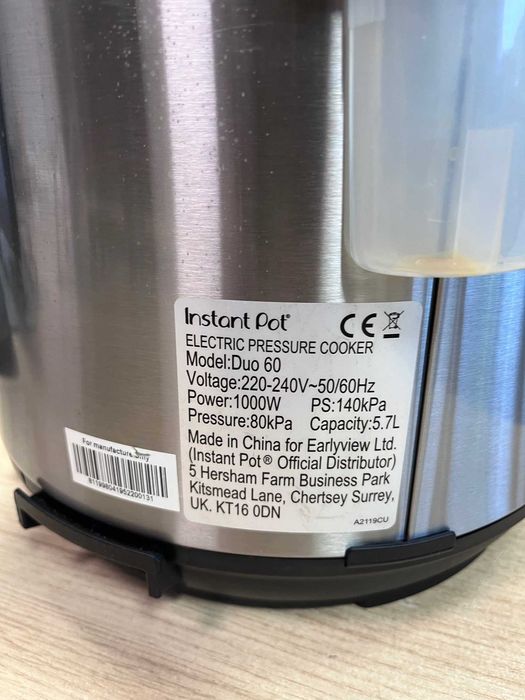 Instant Pot®
CE
ELECTRIC PRESSURE COOKER
Model:Duo 60
Voltage:220-240V~50/60Hz
Power:1000W PS:140kPa
Pressure:80kPa Capacity:5.7L
Made in China for Earlyview Ltd.
(Instant Pot® Official Distributor)
5 Hersham Farm Business Park
Kitsmead Lane, Chertsey Surrey,
UK. KT16 0DN
A2119CU
For manufacture only